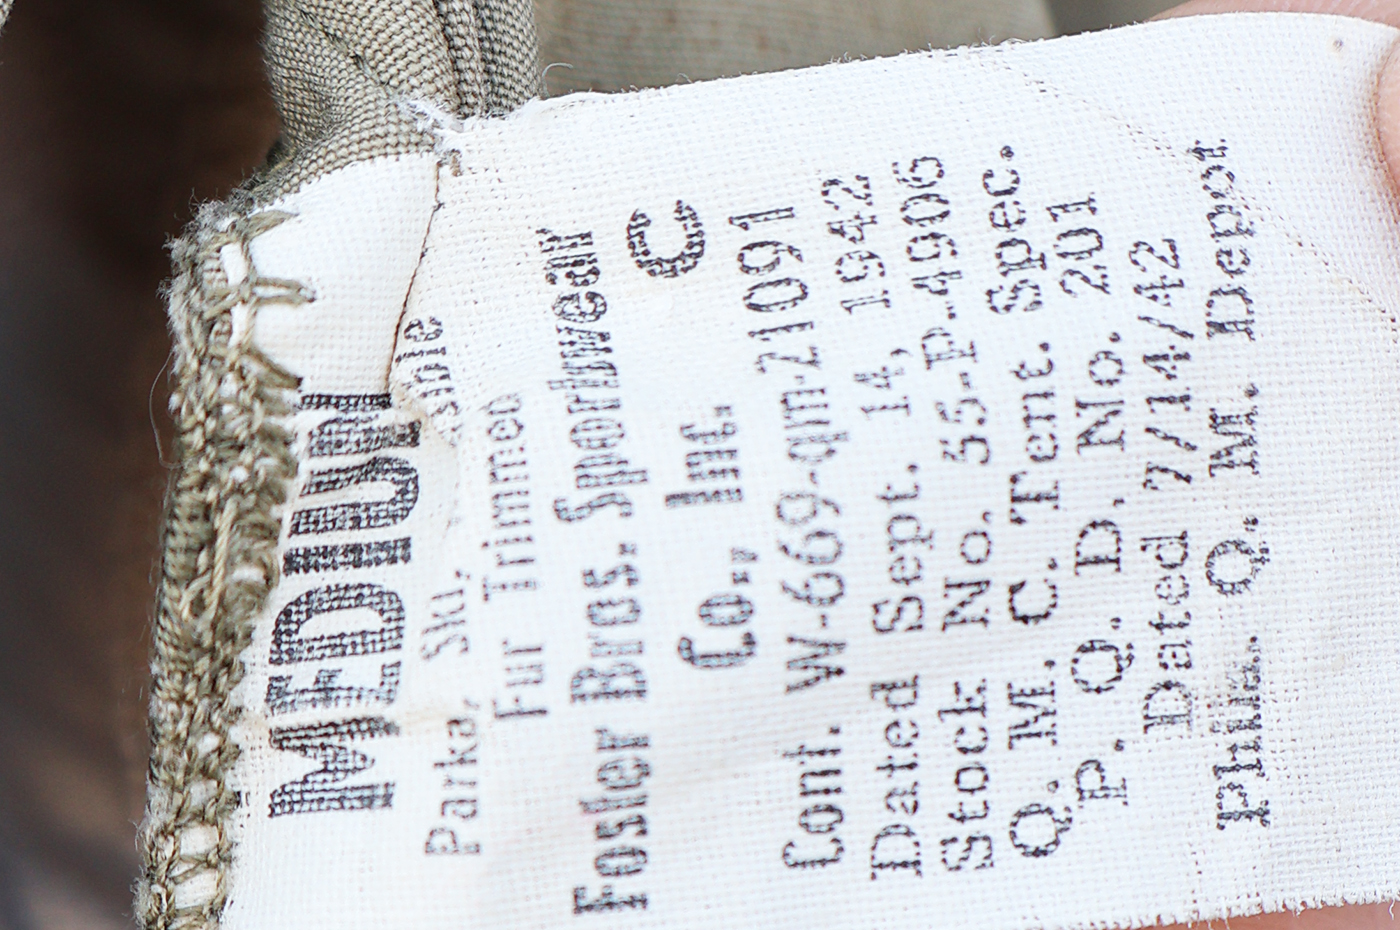 MEDIUM
Parka, Ski,
Fur Trimmed
Foster Bros. Sportwear
Co., Inc. C
Cont. W-669-qm-21091
Dated Sept. 14, 1942
Stock No. 55-P-4906
Q. M. C. Tent. Spec.
P. Q. D. No. 201
Dated 7/14/42
Phila. Q. M. Depot.